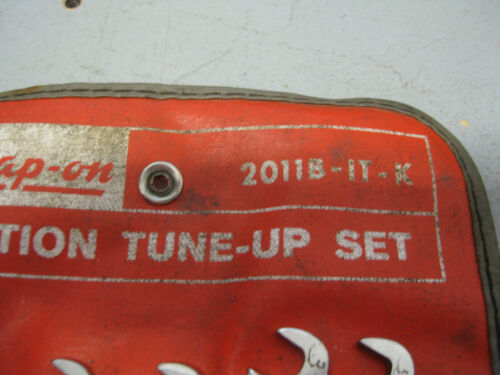 ap-on
2011B-IT-K
TION TUNE-UP SET